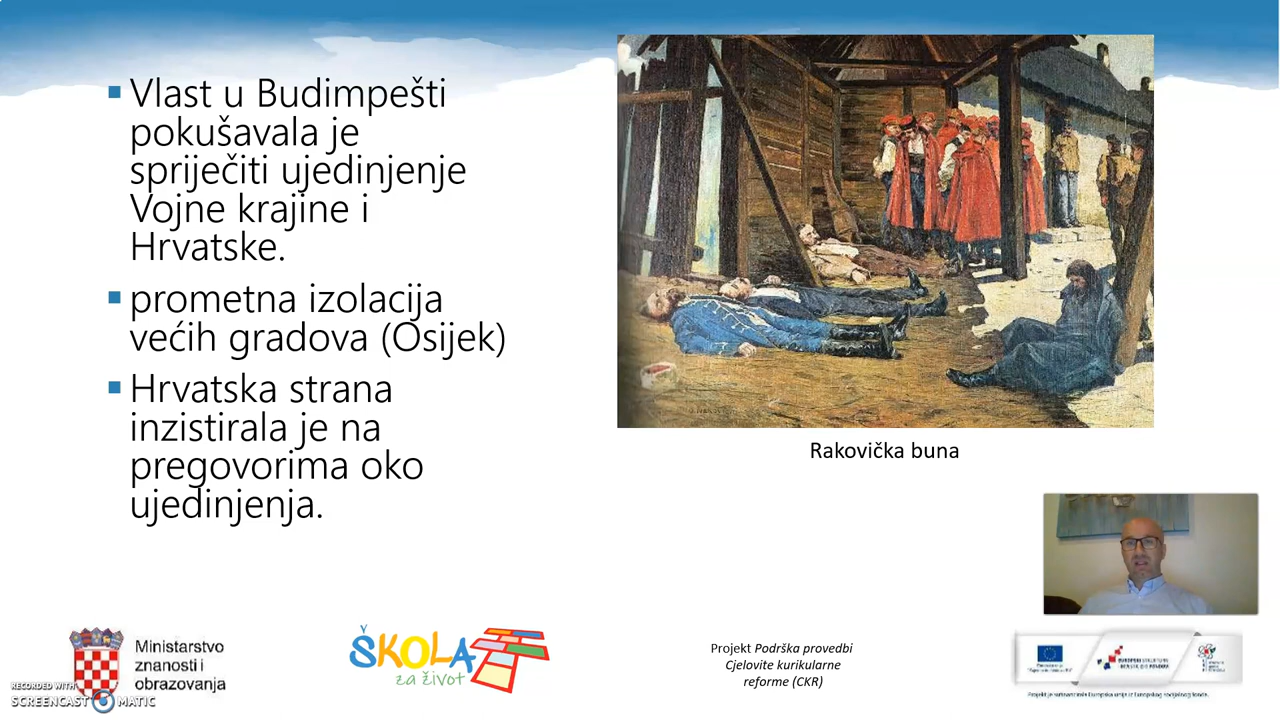 Vlast u Budimpešti
pokušavala je
spriječiti ujedinjenje
Vojne krajine i
Hrvatske.
prometna izolacija
većih gradova (Osijek)
Hrvatska strana
inzistirala je na
pregovorima oko
ujedinjenja.
Rakovička buna
Ministarstvo
znanosti i
obrazovanja
RECORDED WITH
SCREENCAST MATIC
ŠKOLA
za život
Projekt Podrška provedbi
Cjelovite kurikularne
reforme (CKR)